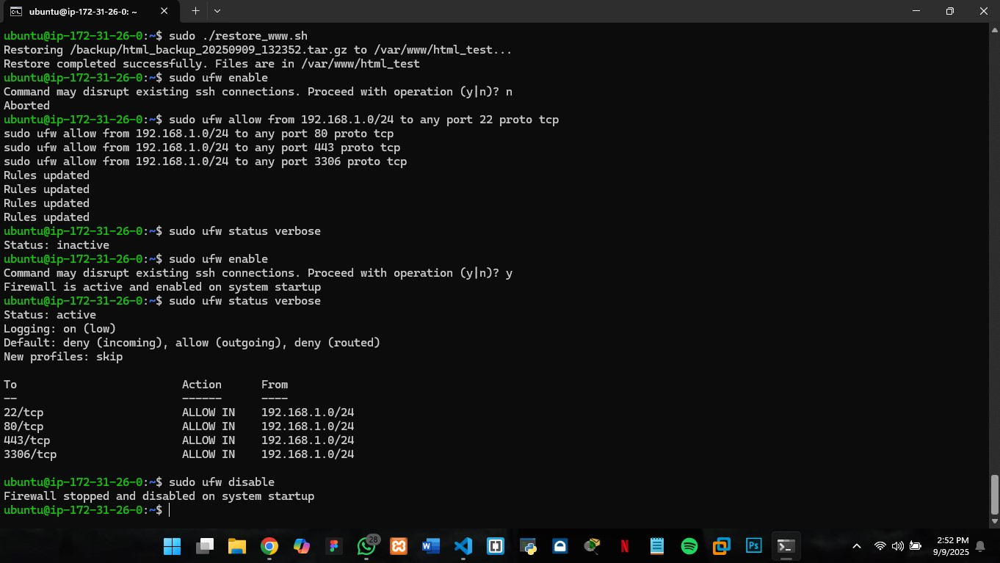 ubuntu@ip-172-31-26-0: ~
ubuntu@ip-172-31-26-0:~$ sudo ./restore_www.sh
Restoring /backup/html_backup_20250909_132352.tar.gz to /var/www/html_test...
Restore completed successfully. Files are in /var/www/html_test
ubuntu@ip-172-31-26-0:~$ sudo ufw enable
Command may disrupt existing ssh connections. Proceed with operation (y|n)? n
Aborted
ubuntu@ip-172-31-26-0:~$ sudo ufw allow from 192.168.1.0/24 to any port 22 proto tcp
sudo ufw allow from 192.168.1.0/24 to any port 80 proto tcp
sudo ufw allow from 192.168.1.0/24 to any port 443 proto tcp
sudo ufw allow from 192.168.1.0/24 to any port 3306 proto tcp
Rules updated
Rules updated
Rules updated
Rules updated
ubuntu@ip-172-31-26-0:~$ sudo ufw status verbose
Status: inactive
ubuntu@ip-172-31-26-0:~$ sudo ufw enable
Command may disrupt existing ssh connections. Proceed with operation (y|n)? y
Firewall is active and enabled on system startup
ubuntu@ip-172-31-26-0:~$ sudo ufw status verbose
Status: active
Logging: on (low)
Default: deny (incoming), allow (outgoing), deny (routed)
New profiles: skip
To Action From
-- ------ ----
22/tcp ALLOW IN 192.168.1.0/24
80/tcp ALLOW IN 192.168.1.0/24
443/tcp ALLOW IN 192.168.1.0/24
3306/tcp ALLOW IN 192.168.1.0/24
ubuntu@ip-172-31-26-0:~$ sudo ufw disable
Firewall stopped and disabled on system startup
ubuntu@ip-172-31-26-0:~$
28
W
N
Ps
2:52 PM
9/9/2025